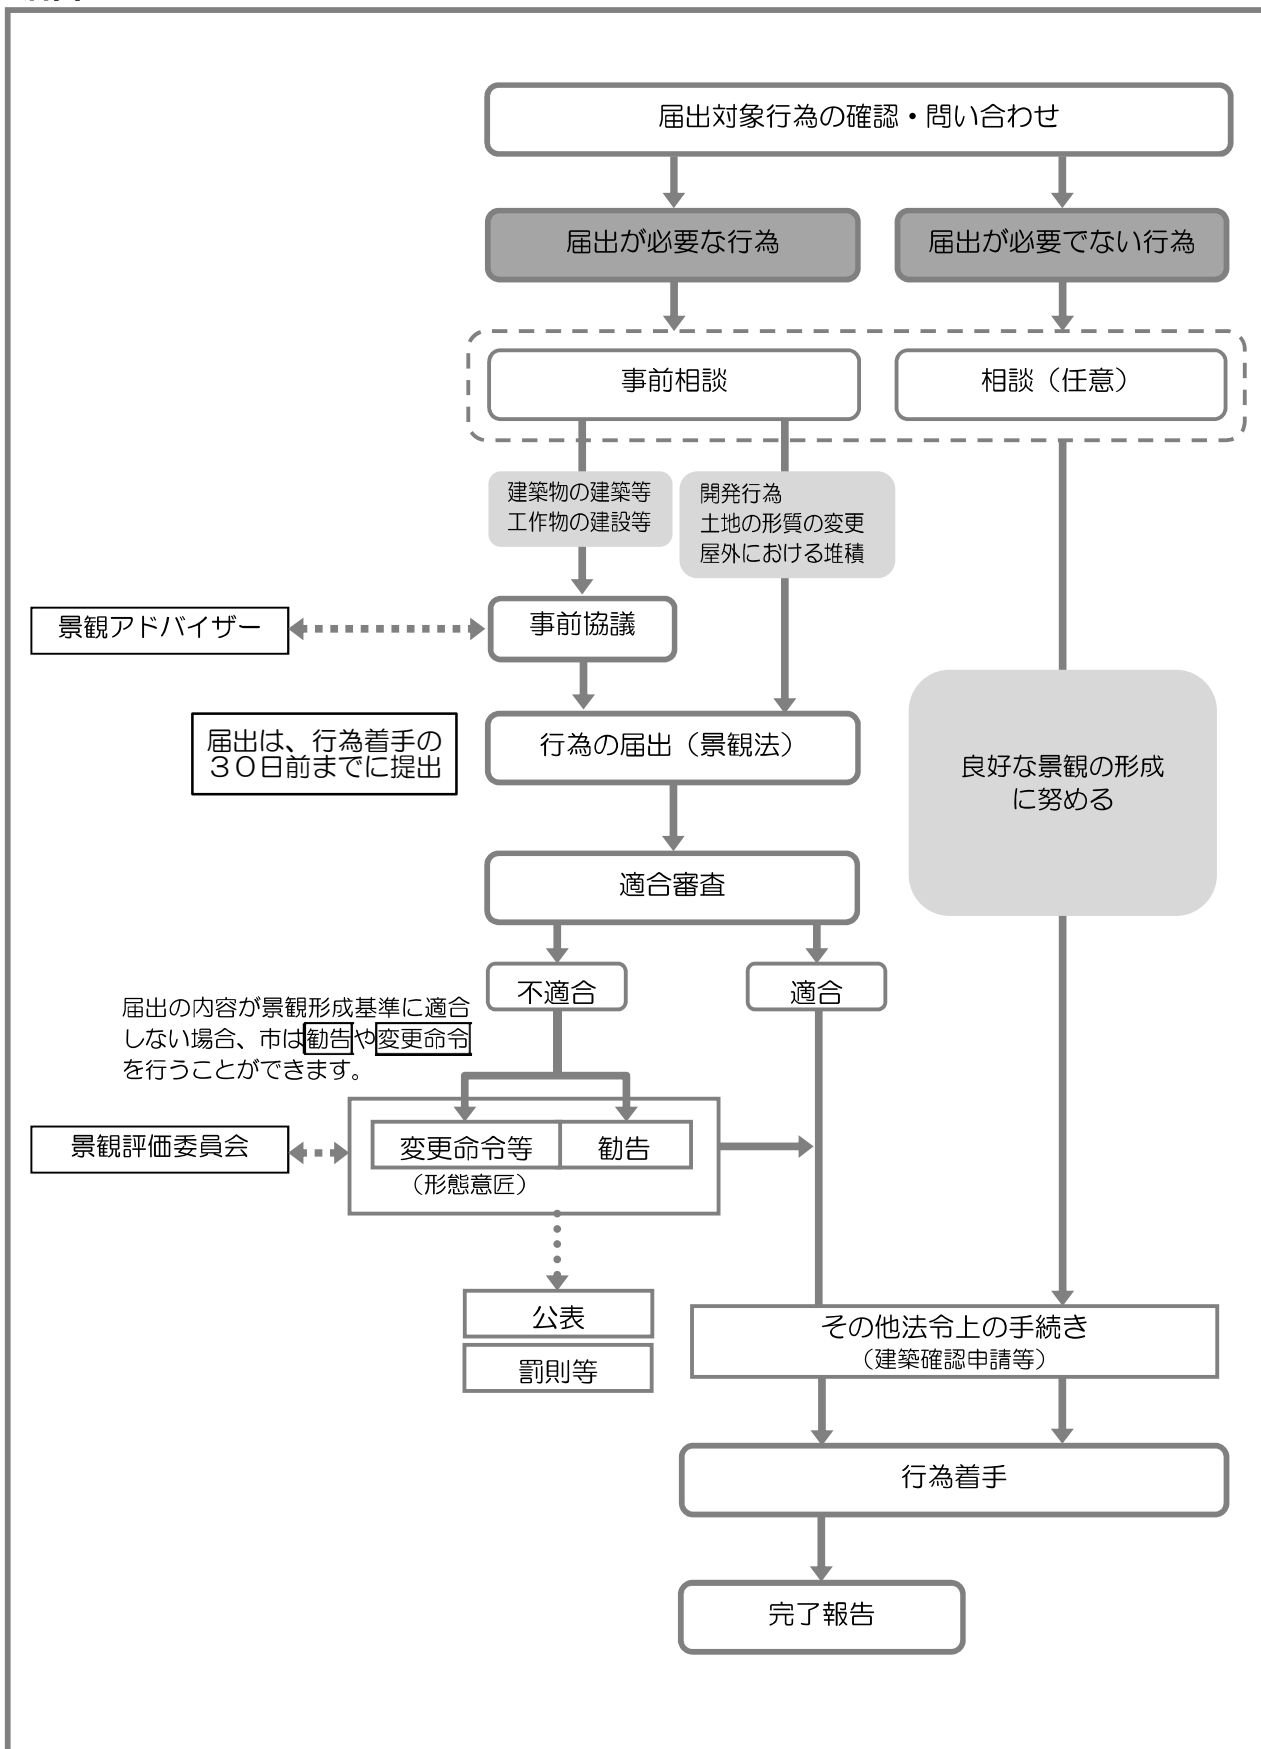 届出対象行為の確認・問い合わせ
届出が必要な行為
届出が必要でない行為
事前相談
相談（任意）
建築物の建築等
工作物の建設等
開発行為
土地の形質の変更
屋外における堆積
景観アドバイザー
事前協議
届出は、行為着手の
３０日前までに提出
行為の届出（景観法）
良好な景観の形成
に努める
適合審査
不適合
適合
届出の内容が景観形成基準に適合
しない場合、市は勧告や変更命令
を行うことができます。
景観評価委員会
変更命令等
勧告
（形態意匠）
公表
罰則等
その他法令上の手続き
（建築確認申請等）
行為着手
完了報告